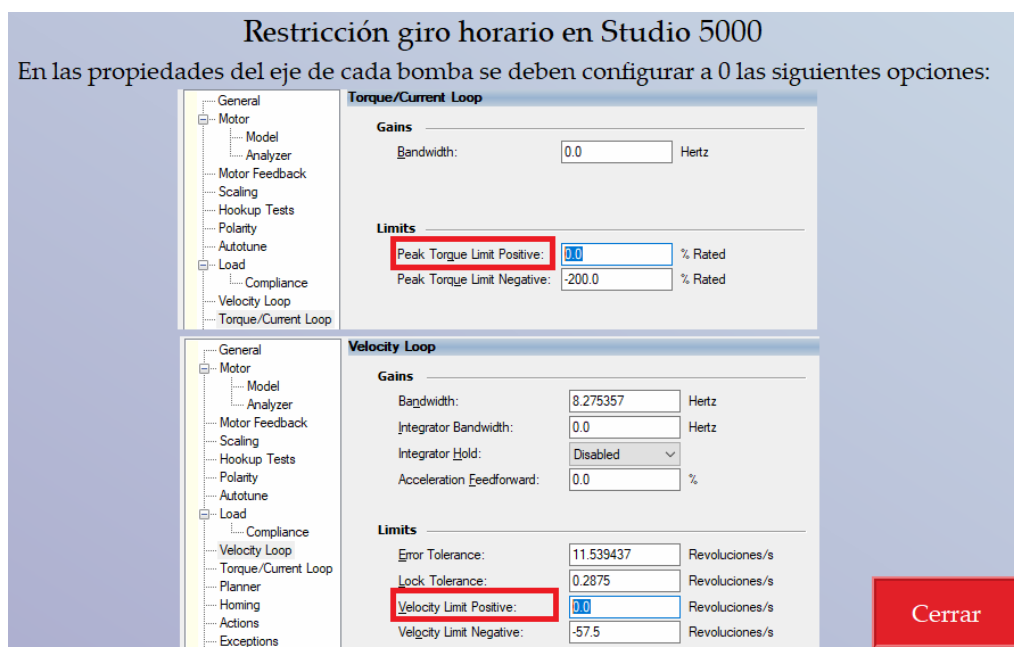 Restricción giro horario en Studio 5000
En las propiedades del eje de cada bomba se deben configurar a 0 las siguientes opciones:
General
Motor
Model
Analyzer
Motor Feedback
Scaling
Hookup Tests
Polarity
Autotune
Load
Compliance
Velocity Loop
Torque/Current Loop
Torque/Current Loop
Gains
Bandwidth: 0.0 Hertz
Limits
Peak Torque Limit Positive: 0.0 % Rated
Peak Torque Limit Negative: -200.0 % Rated
General
Motor
Model
Analyzer
Motor Feedback
Scaling
Hookup Tests
Polarity
Autotune
Load
Compliance
Velocity Loop
Torque/Current Loop
Planner
Homing
Actions
Exceptions
Velocity Loop
Gains
Bandwidth: 8.275357 Hertz
Integrator Bandwidth: 0.0 Hertz
Integrator Hold: Disabled
Acceleration Feedforward: 0.0 %
Limits
Error Tolerance: 11.539437 Revoluciones/s
Lock Tolerance: 0.2875 Revoluciones/s
Velocity Limit Positive: 0.0 Revoluciones/s
Velocity Limit Negative: -57.5 Revoluciones/s
Cerrar